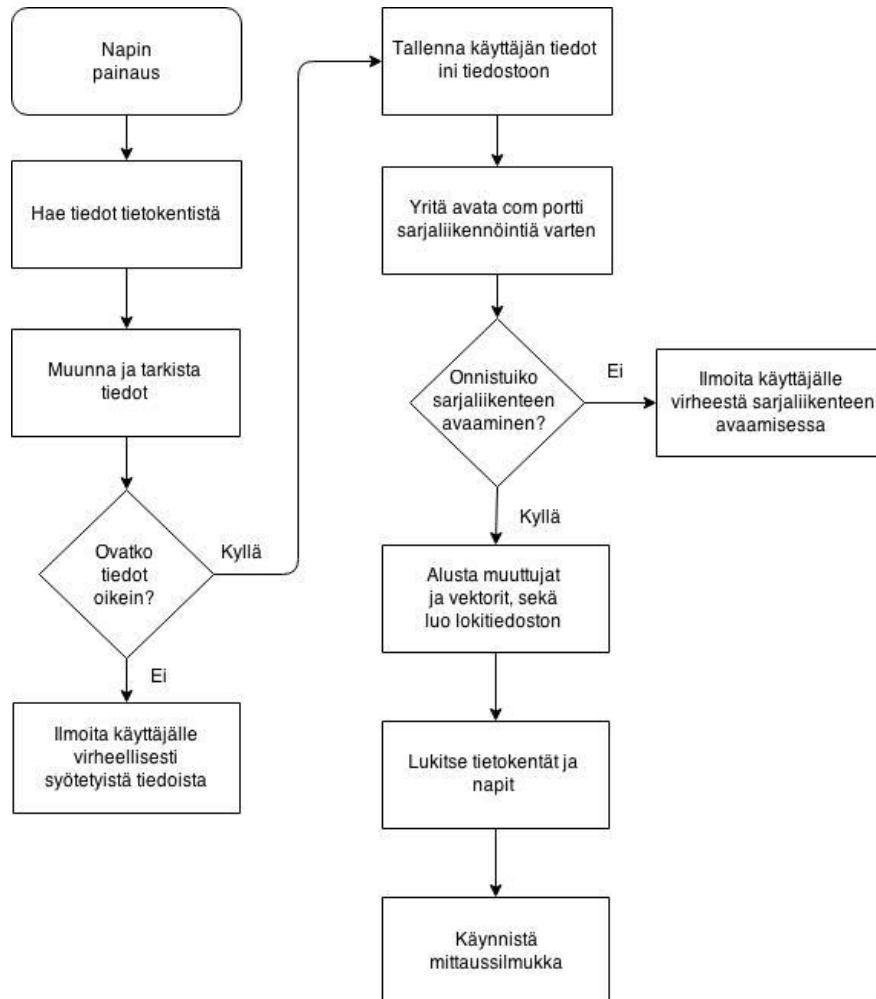 Napin
painaus
Hae tiedot tietokentistä
Muunna ja tarkista
tiedot
Ovatko
tiedot
oikein?
Kyllä
Ei
Ilmoita käyttäjälle
virheellisesti
syötetyistä tiedoista
Tallenna käyttäjän tiedot
ini tiedostoon
Yritä avata com portti
sarjaliikennöintiä varten
Onnistuiko
sarjaliikenteen
avaaminen?
Ei
Ilmoita käyttäjälle
virheestä sarjaliikenteen
avaamisessa
Kyllä
Alusta muuttujat
ja vektorit, sekä
luo lokitiedoston
Lukitse tietokentät ja
napit
Käynnistä
mittaussilmukka